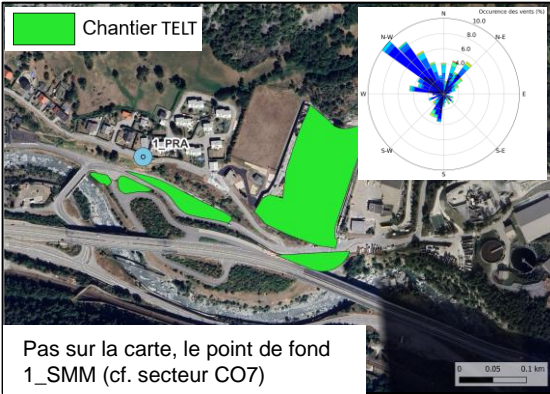 Chantier TELT
Occurence des vents (%)
N
10.0
8.0
6.0
4.0
N-W
N-E
W
E
S-W
S-E
S
1_PRA
Pas sur la carte, le point de fond
1_SMM (cf. secteur CO7)
0 0.05 0.1 km